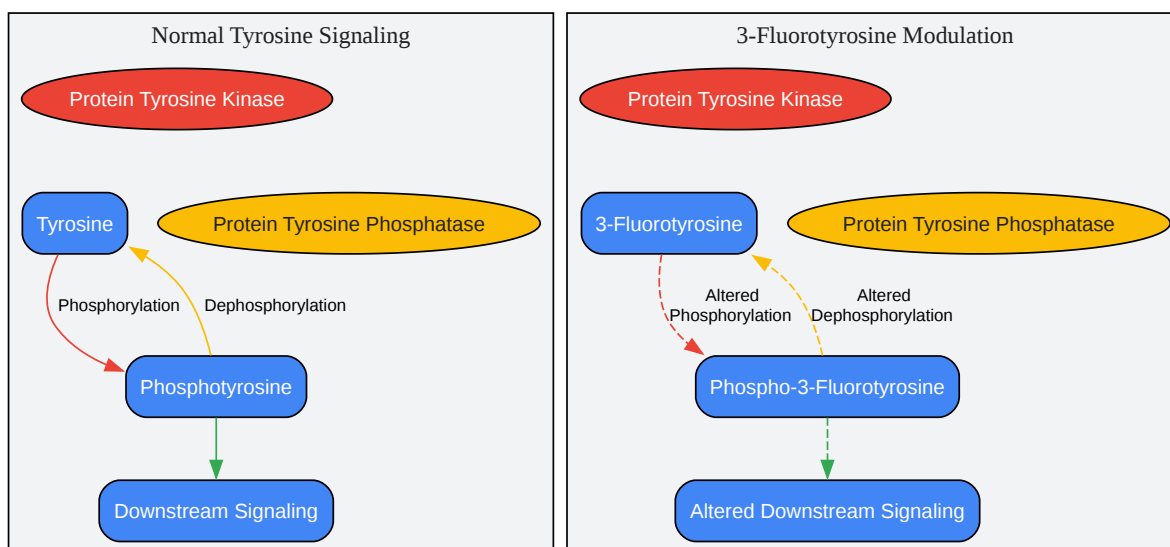 Normal Tyrosine Signaling
Protein Tyrosine Kinase
Tyrosine
Protein Tyrosine Phosphatase
Phosphorylation
Dephosphorylation
Phosphotyrosine
Downstream Signaling
3-Fluorotyrosine Modulation
Protein Tyrosine Kinase
3-Fluorotyrosine
Protein Tyrosine Phosphatase
Altered
Phosphorylation
Altered
Dephosphorylation
Phospho-3-Fluorotyrosine
Altered Downstream Signaling